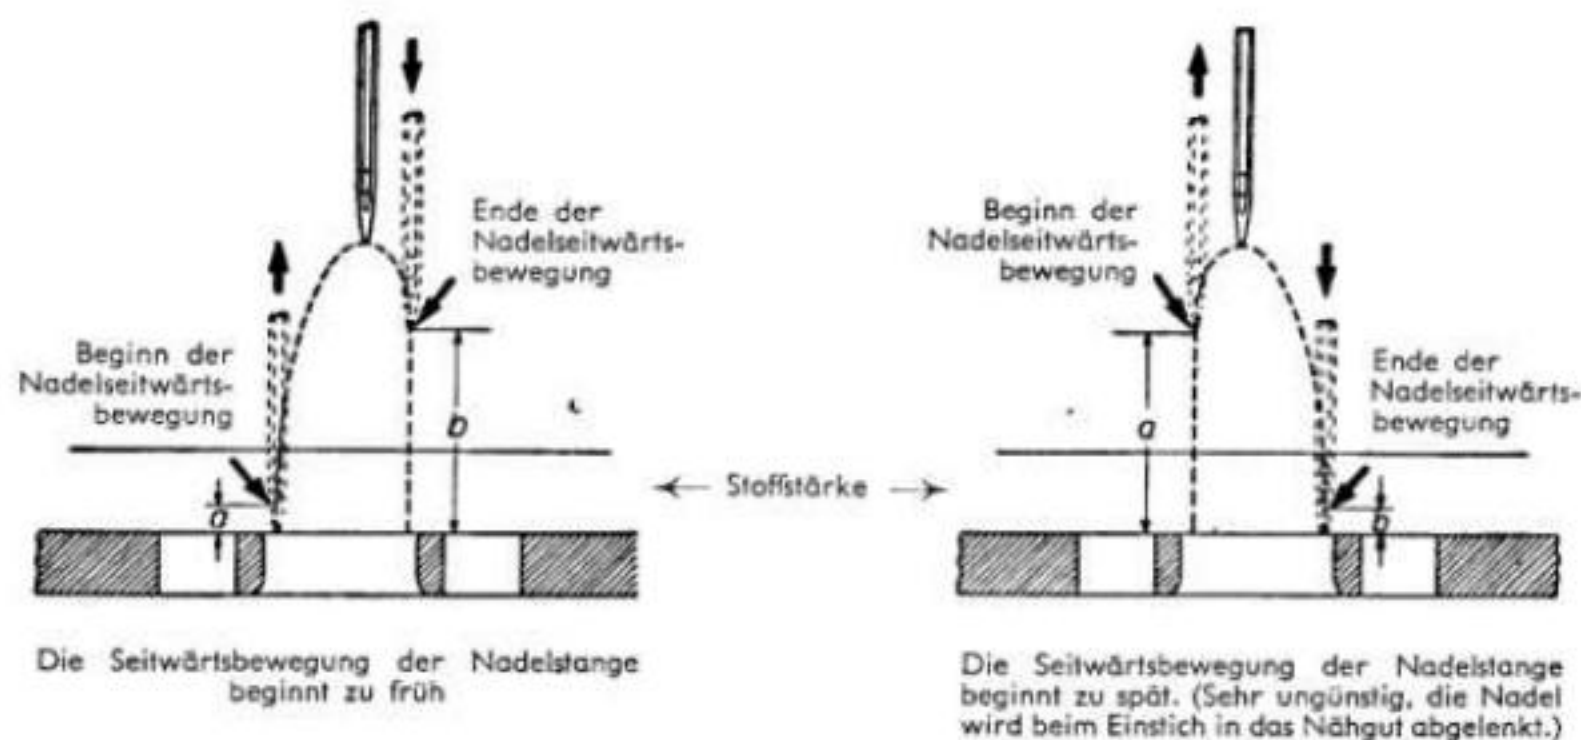 Ende der
Nadelseitwärts-
bewegung
Beginn der
Nadelseitwärts-
bewegung
b
a
Die Seitwärtsbewegung der Nadelstange
beginnt zu früh
← Stoffstärke →
Beginn der
Nadelseitwärts-
bewegung
Ende der
Nadelseitwärts-
bewegung
a
b
Die Seitwärtsbewegung der Nadelstange
beginnt zu spät. (Sehr ungünstig, die Nadel
wird beim Einstich in das Nähgut abgelenkt.)